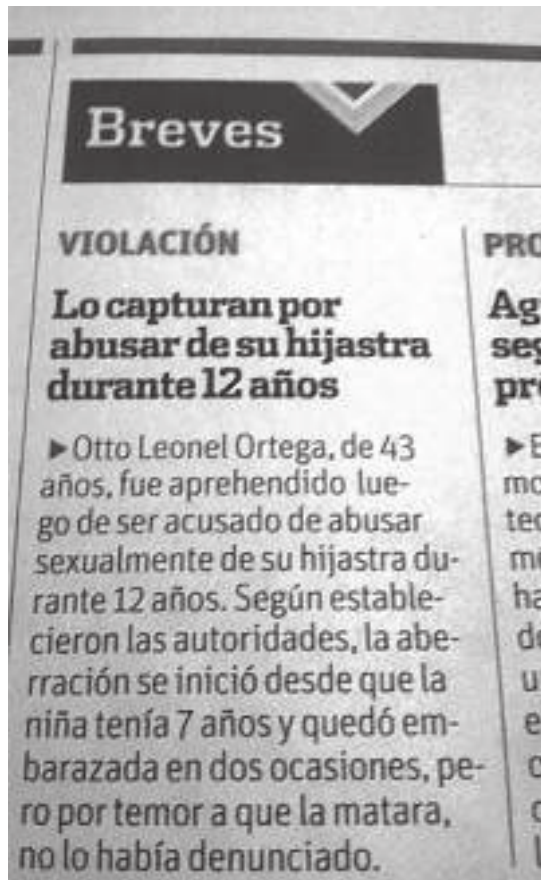 Breves
VIOLACIÓN
Lo capturan por
abusar de su hijastra
durante 12 años
▶Otto Leonel Ortega, de 43
años, fue aprehendido lue-
go de ser acusado de abusar
sexualmente de su hijastra du-
rante 12 años. Según estable-
cieron las autoridades, la abe-
rración se inició desde que la
niña tenía 7 años y quedó em-
barazada en dos ocasiones, pe-
ro por temor a que la matara,
no lo había denunciado.